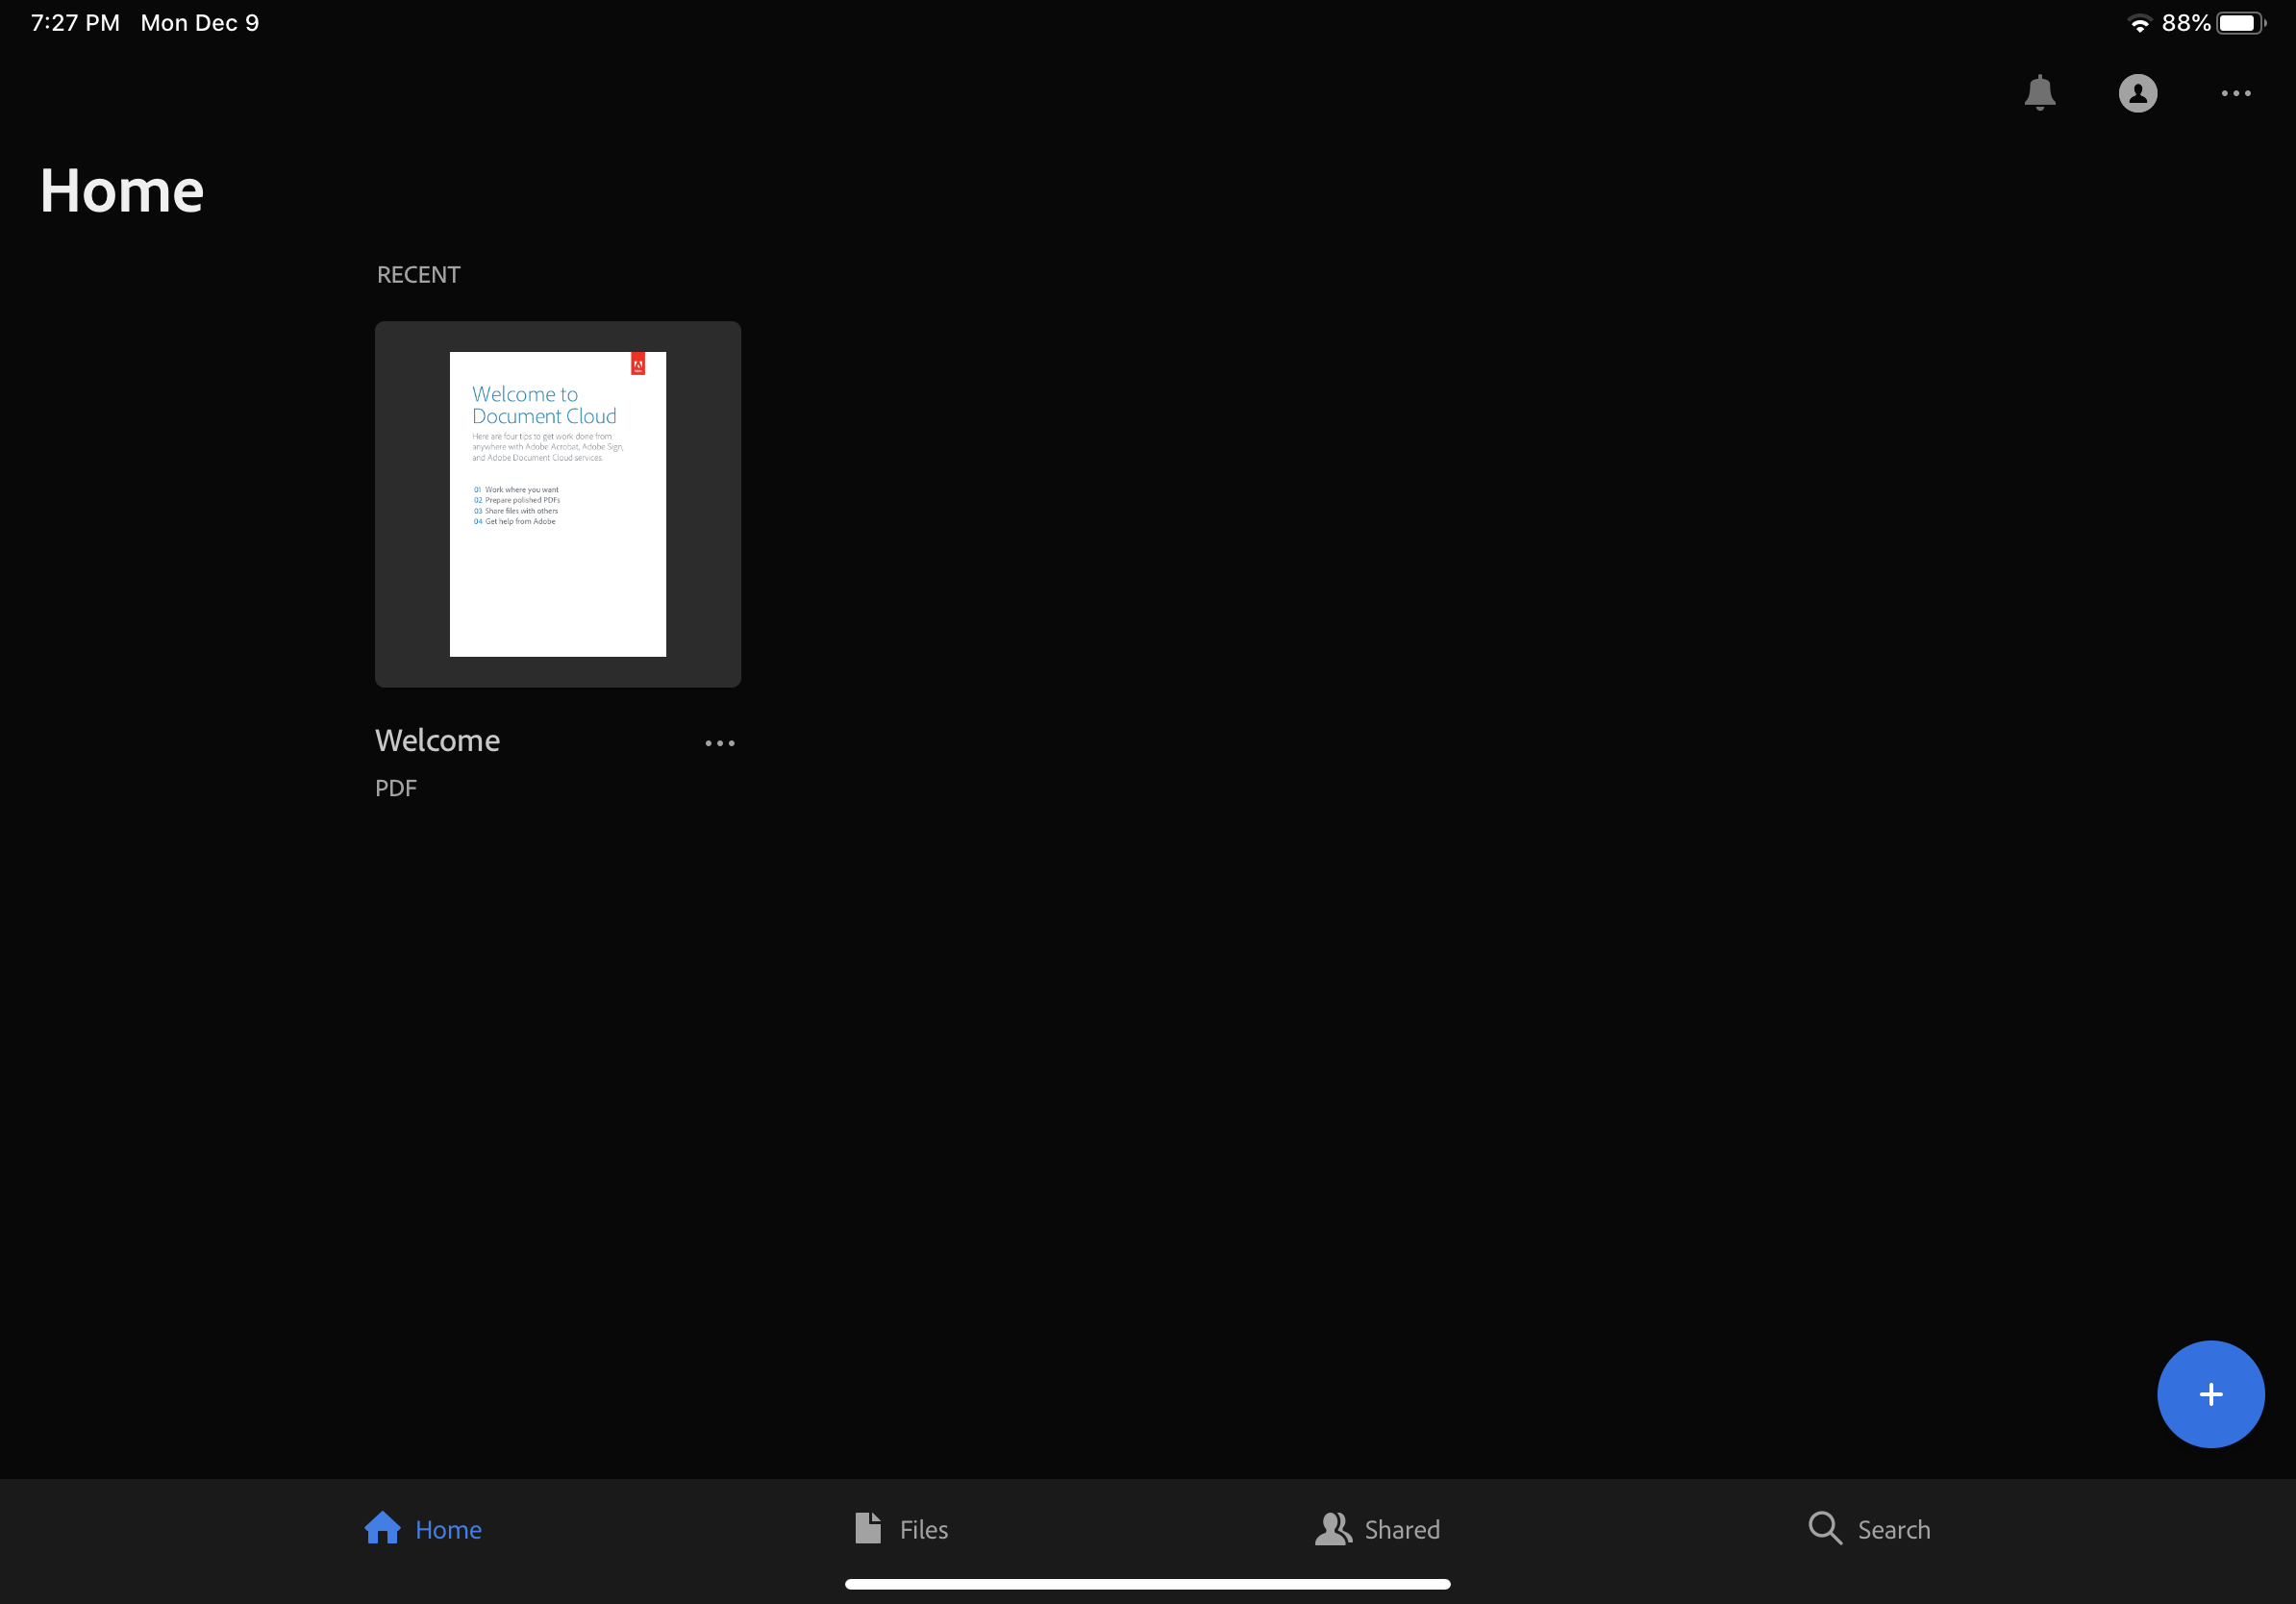 7:27 PM Mon Dec 9
88%
Home
RECENT
Welcome to
Document Cloud
Here are four tips to get work done from
anywhere with Adobe Acrobat, Adobe Sign,
and Adobe Document Cloud services.
01 Work where you want
02 Prepare polished PDFs
03 Share files with others
04 Get help from Adobe
Welcome
PDF
Home
Files
Shared
Search